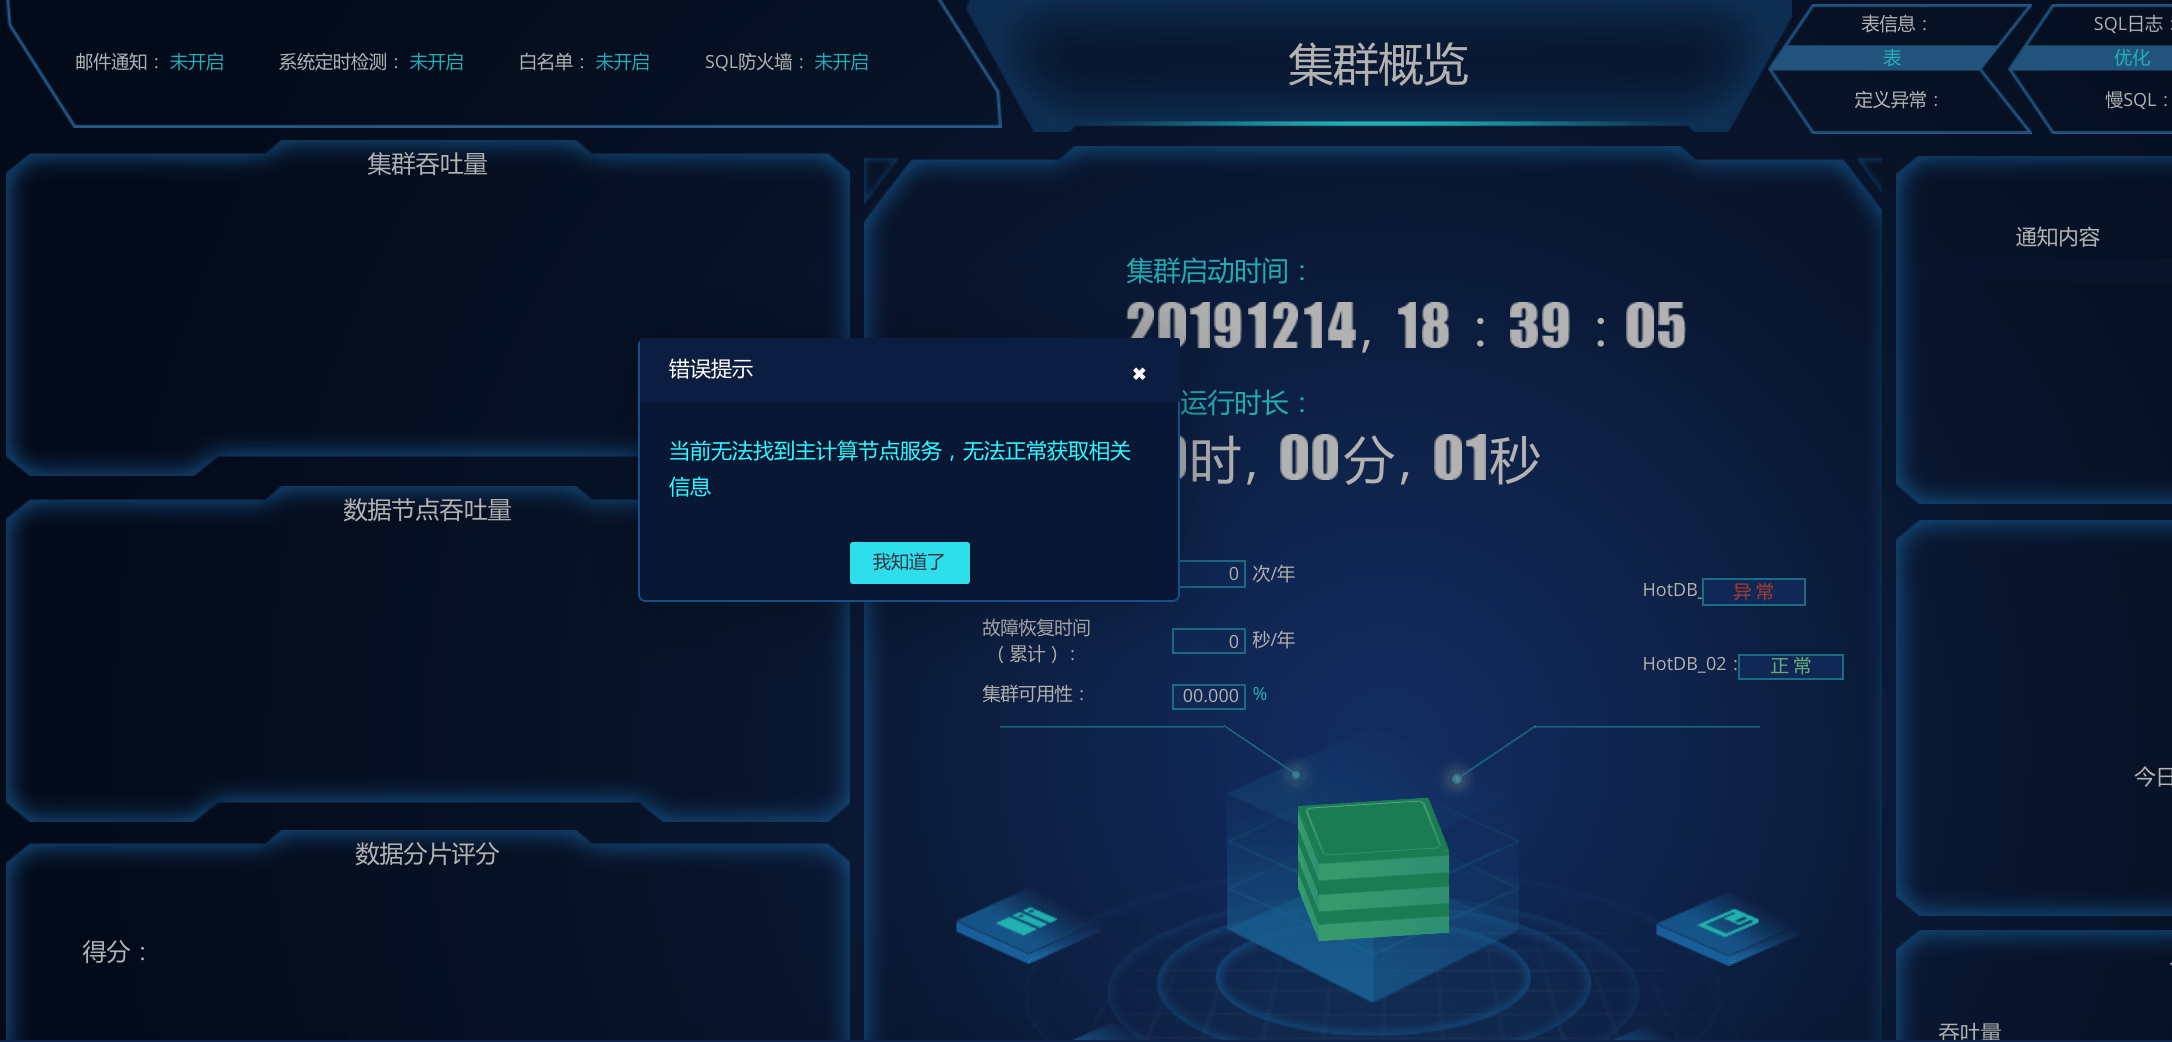 邮件通知： 未开启
系统定时检测： 未开启
白名单： 未开启
SQL防火墙： 未开启
集群概览
表信息：
表
定义异常：
SQL日志：
优化
慢SQL：
集群吞吐量
数据节点吞吐量
数据分片评分
得分：
集群启动时间：
20191214, 18 : 39 : 05
运行时长：
时, 00分, 01秒
错误提示
当前无法找到主计算节点服务，无法正常获取相关
信息
我知道了
0 次/年
故障恢复时间
（累计）：
0 秒/年
集群可用性：
00.000 %
HotDB_ 异常
HotDB_02： 正常
通知内容
今日
吞吐量